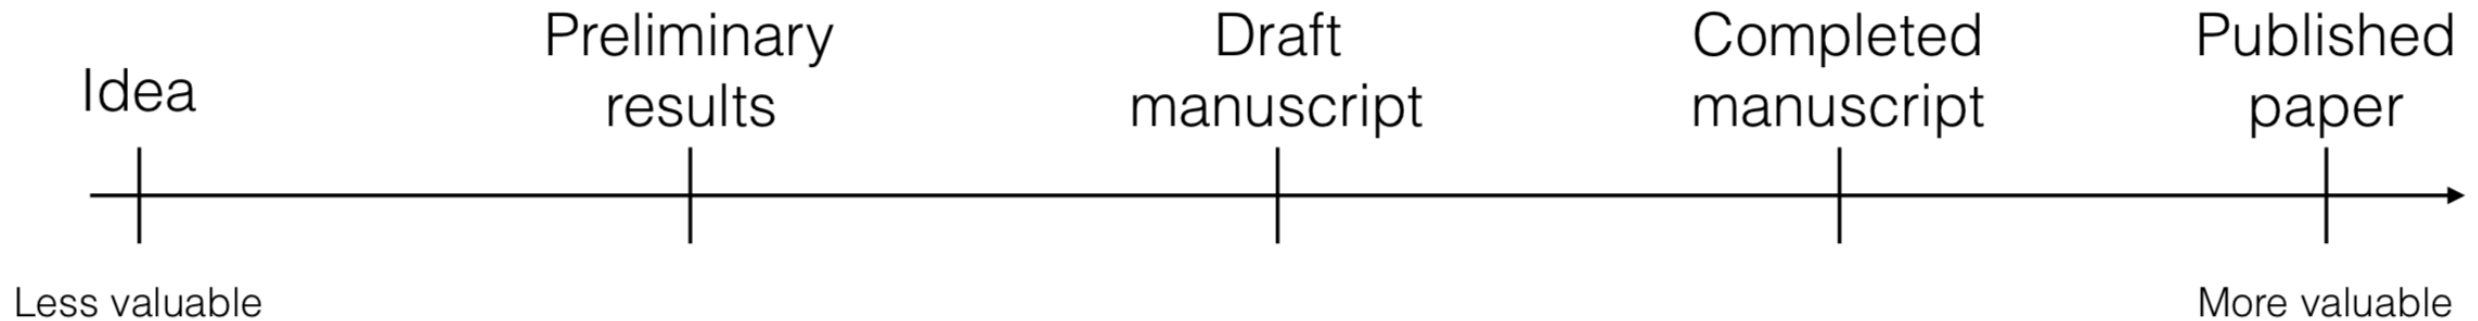 Idea
Preliminary
results
Draft
manuscript
Completed
manuscript
Published
paper
Less valuable
More valuable